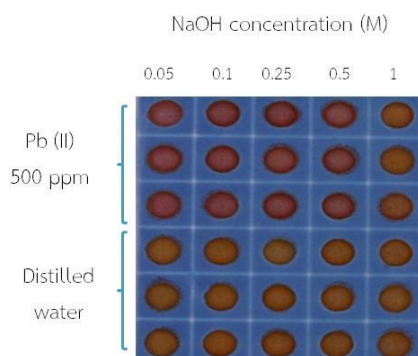 NaOH concentration (M)
0.05 0.1 0.25 0.5 1
Pb (II)
500 ppm
Distilled
water